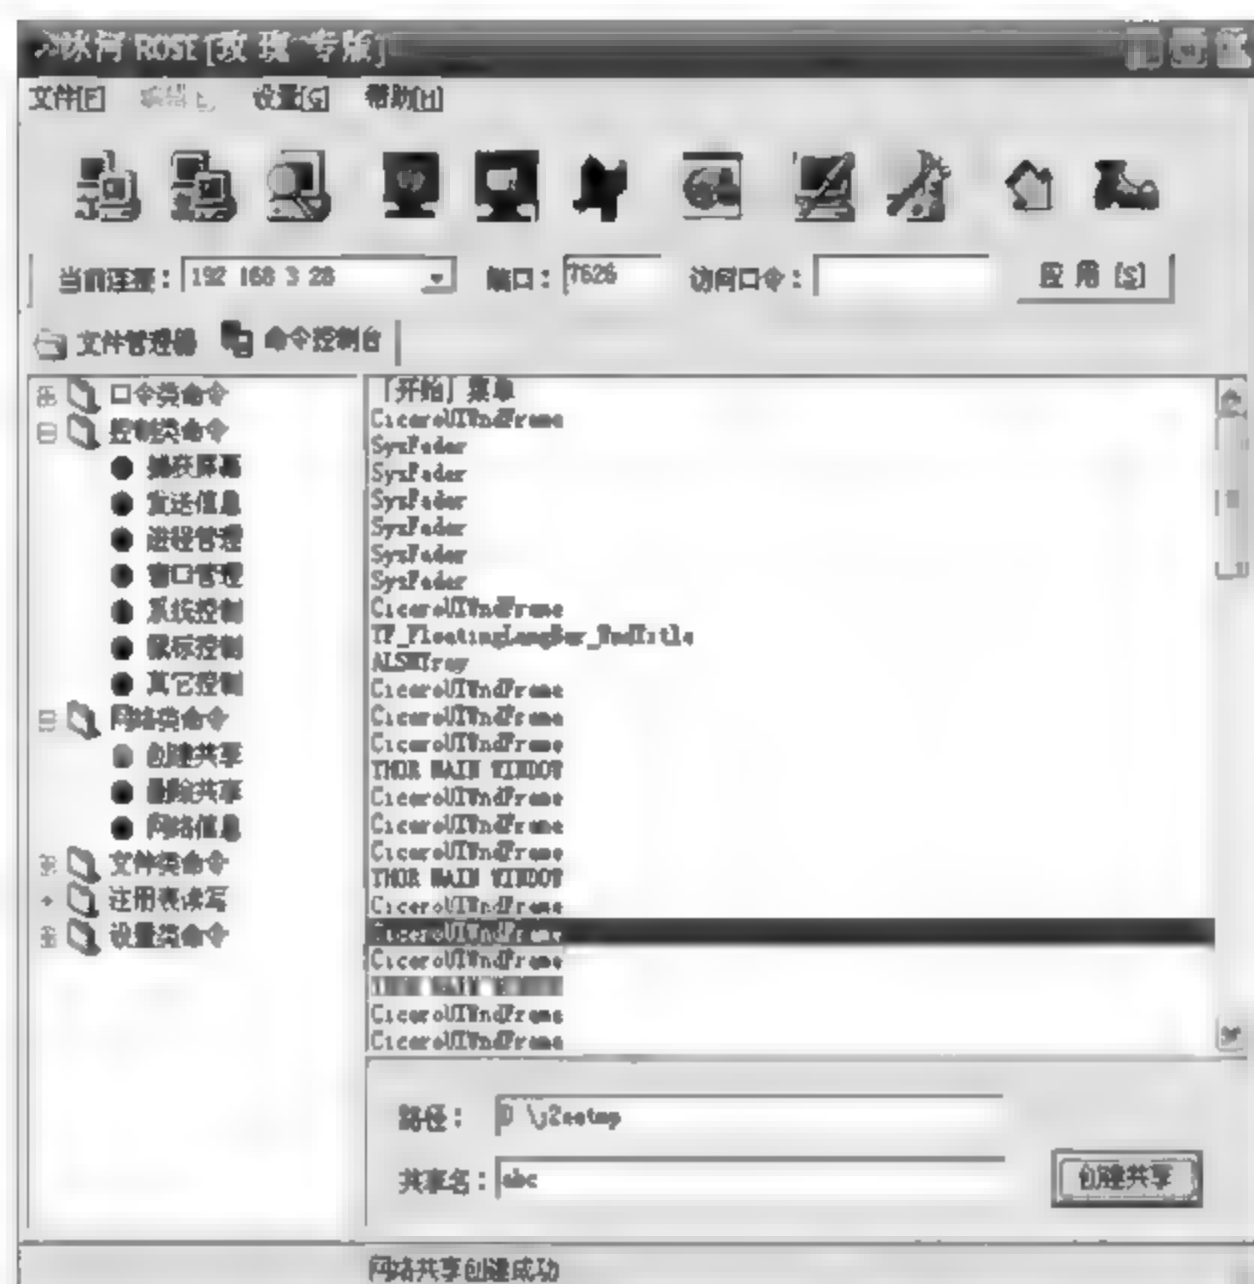 冰河 ROSE [玫 瑰 专版]
文件[F] 编辑[E] 设置[G] 帮助[H]
当前连接： 192 168 3 28 端口： 7626 访问口令： 应 用 [S]
文件管理器 命令控制台
口令类命令
控制类命令
捕获屏幕
发送信息
进程管理
窗口管理
系统控制
鼠标控制
其它控制
网络类命令
创建共享
删除共享
网络信息
文件类命令
注册表读写
设置类命令
「开始」菜单
CiceroUIWndFrame
SysFader
SysFader
SysFader
SysFader
SysFader
SysFader
CiceroUIWndFrame
TF_FloatingLangBar_WndTitle
CiceroUIWndFrame
CiceroUIWndFrame
CiceroUIWndFrame
THOR MAIN WINDOW
CiceroUIWndFrame
CiceroUIWndFrame
CiceroUIWndFrame
THOR MAIN WINDOW
CiceroUIWndFrame
CiceroUIWndFrame
CiceroUIWndFrame
CiceroUIWndFrame
CiceroUIWndFrame
路径：
共享名： abc 创建共享
网络共享创建成功